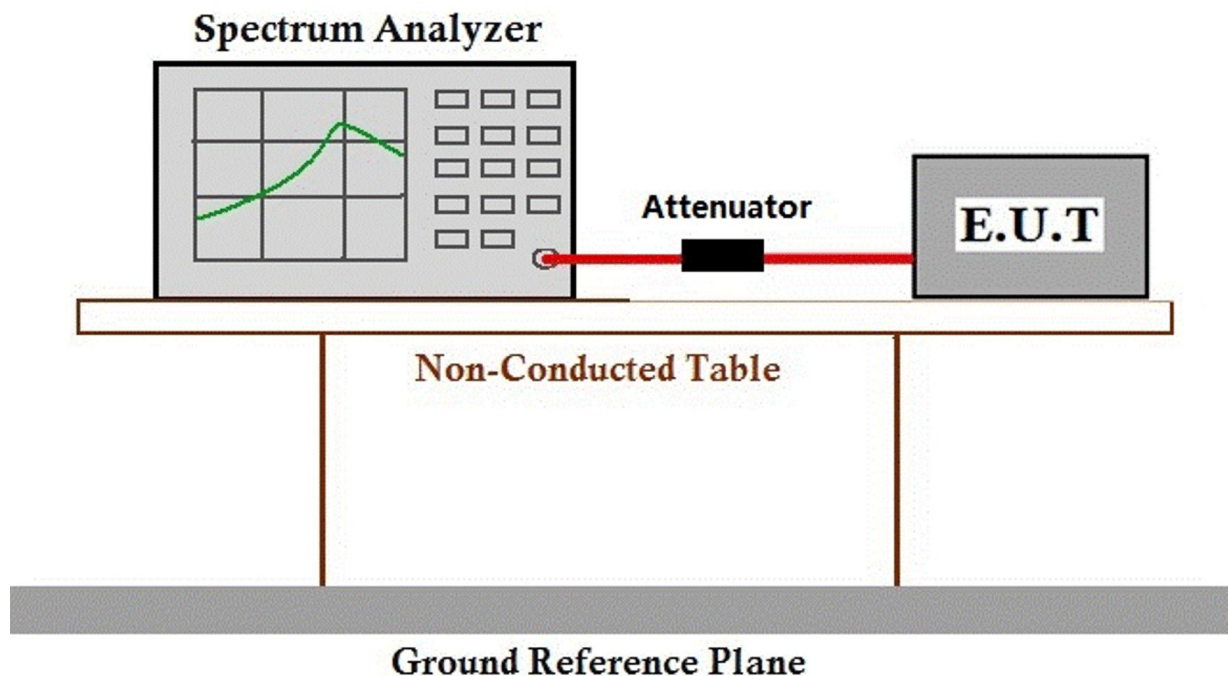 Spectrum Analyzer
Attenuator
E.U.T
Non-Conducted Table
Ground Reference Plane